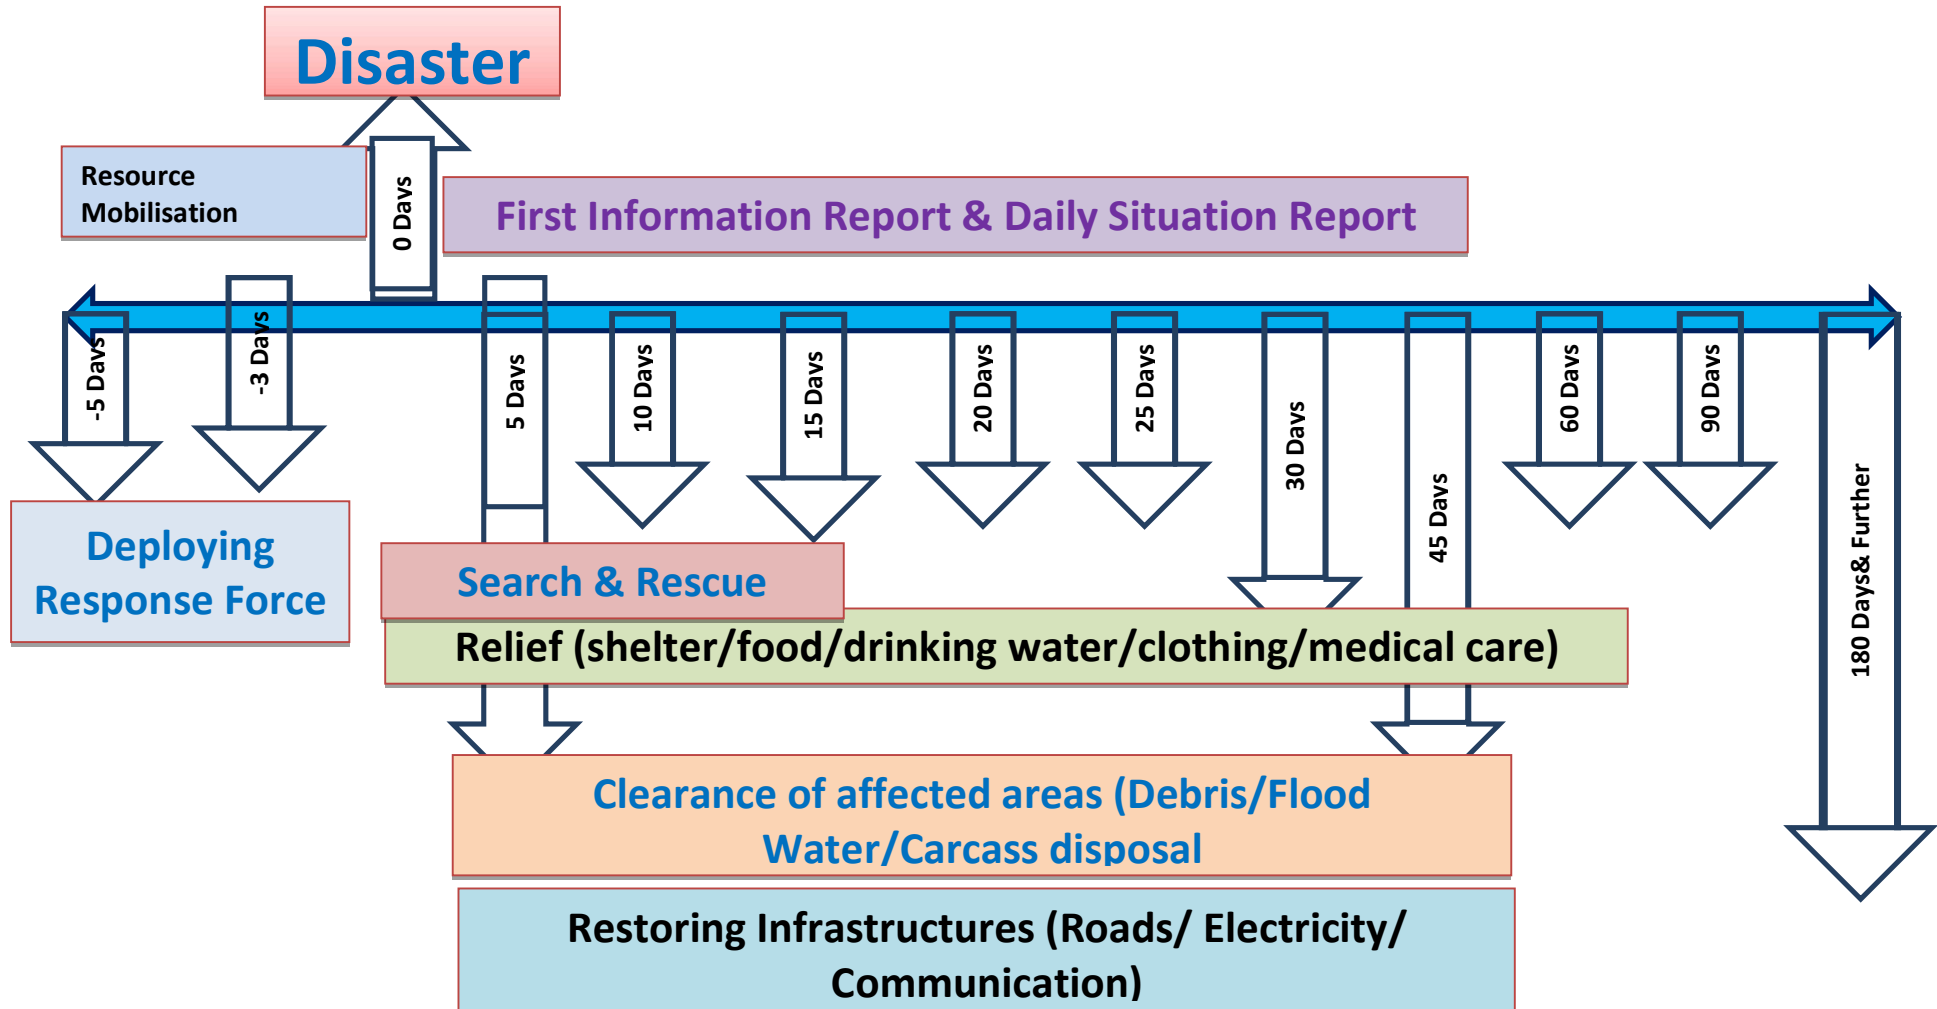 Disaster
Resource
Mobilisation
0 Days
First Information Report & Daily Situation Report
-5 Days
-3 Days
5 Days
10 Days
15 Days
20 Days
25 Days
30 Days
45 Days
60 Days
90 Days
180 Days& Further
Deploying
Response Force
Search & Rescue
Relief (shelter/food/drinking water/clothing/medical care)
Clearance of affected areas (Debris/Flood
Water/Carcass disposal
Restoring Infrastructures (Roads/ Electricity/
Communication)